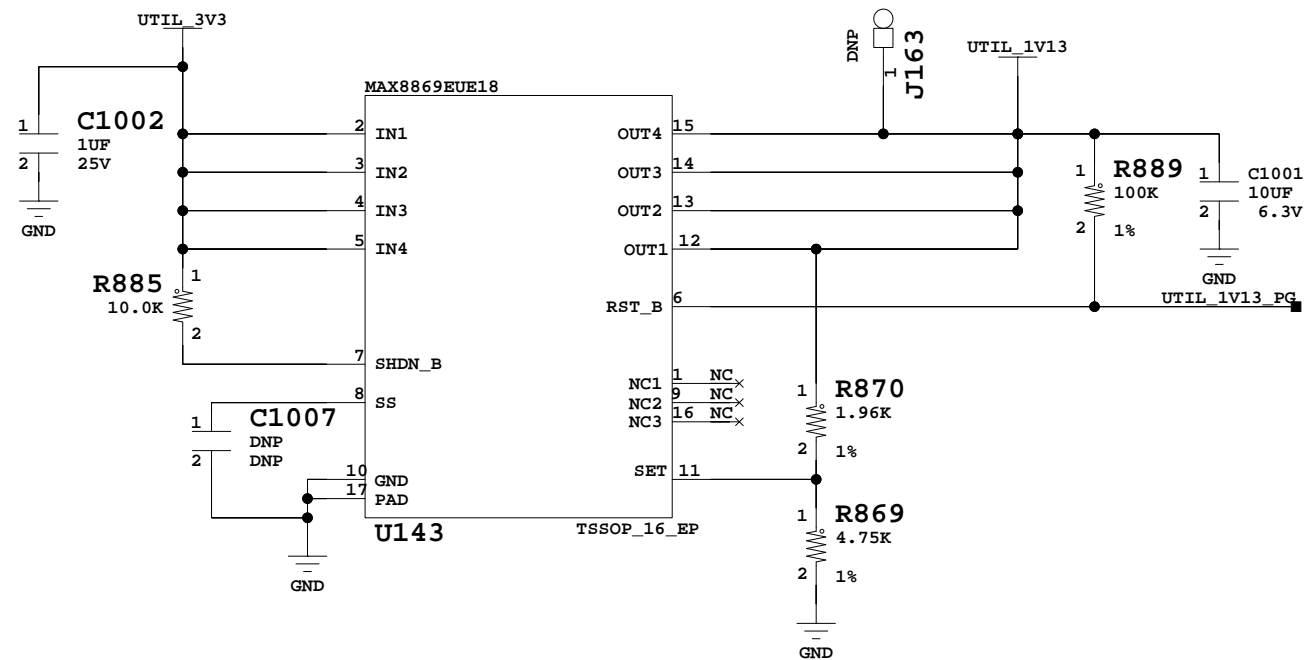 UTIL_3V3
C1002
1
1UF
2
25V
GND
R885
1
10.0K
2
MAX8869EUE18
2 IN1
3 IN2
4 IN3
5 IN4
7 SHDN_B
8 SS
10 GND
17 PAD
OUT4 15
OUT3 14
OUT2 13
OUT1 12
RST_B 6
NC1 1 NC
NC2 9 NC
NC3 16 NC
SET 11
U143
TSSOP_16_EP
C1007
1
DNP
2
DNP
GND
DNP
1
J163
UTIL_1V13
R889
1
100K
2
1%
C1001
1
10UF
2
6.3V
GND
UTIL_1V13_PG
R870
1
1.96K
2
1%
R869
1
4.75K
2
1%
GND